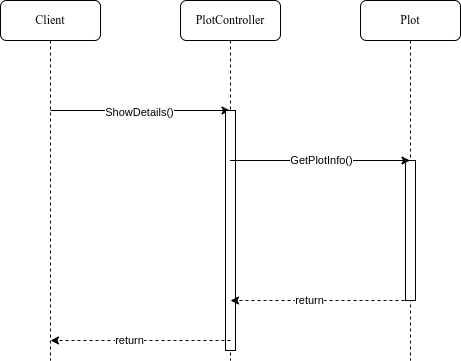 Client
PlotController
Plot
ShowDetails()
GetPlotInfo()
return
return